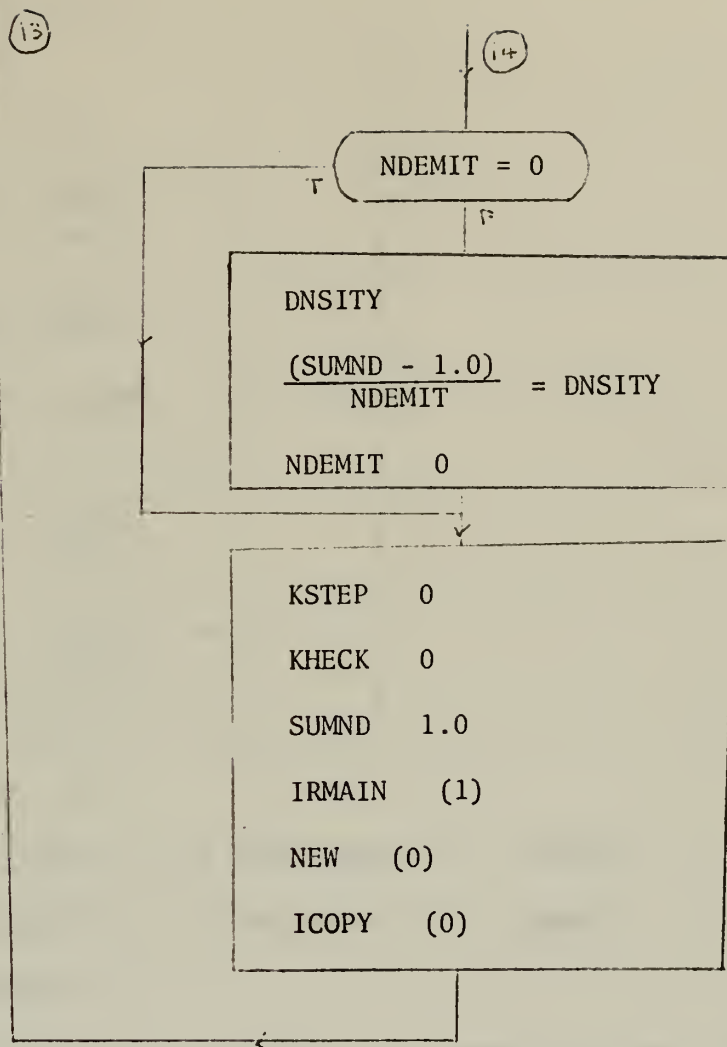 13
14
NDEMIT = 0
T
F
DNSITY
(SUMND - 1.0)
NDEMIT = DNSITY
NDEMIT 0
KSTEP 0
KHECK 0
SUMND 1.0
IRMAIN (1)
NEW (0)
ICOPY (0)